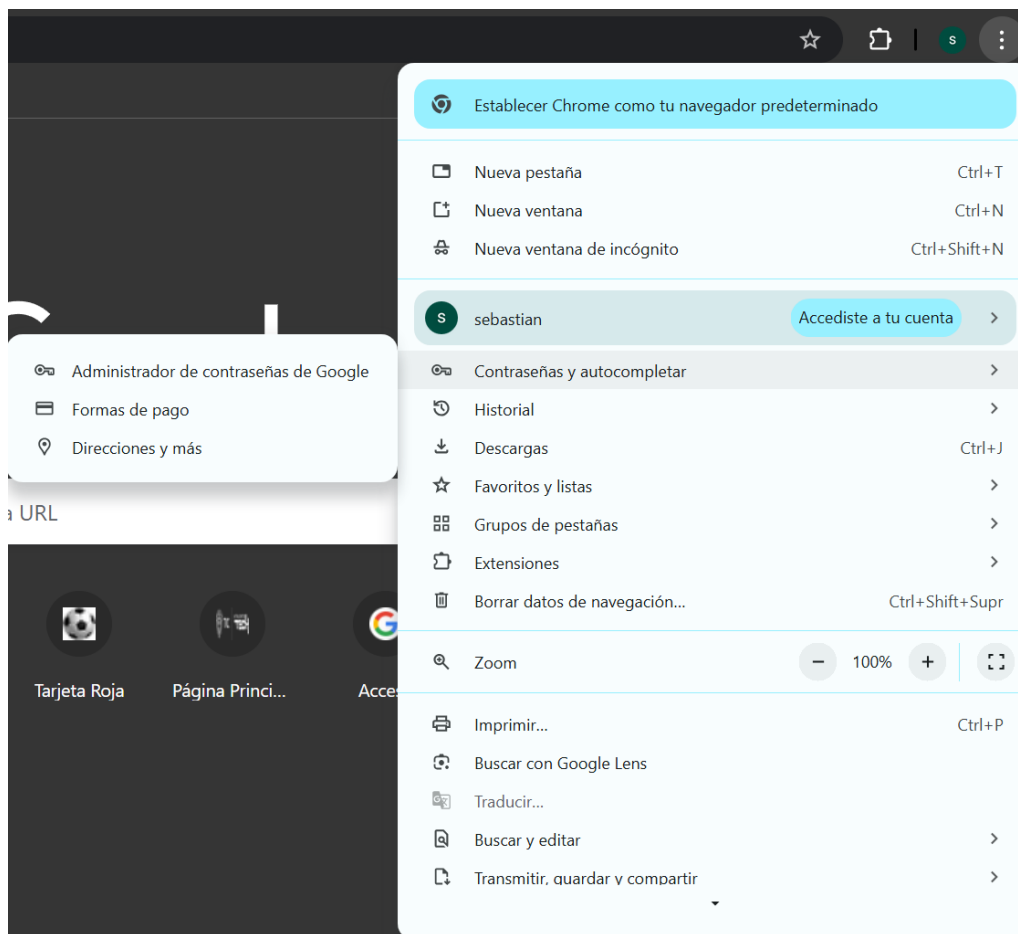 s
Establecer Chrome como tu navegador predeterminado
Nueva pestaña Ctrl+T
Nueva ventana Ctrl+N
Nueva ventana de incógnito Ctrl+Shift+N
s sebastian Accediste a tu cuenta
Contraseñas y autocompletar
Administrador de contraseñas de Google
Formas de pago
Direcciones y más
Historial
Descargas Ctrl+J
Favoritos y listas
Grupos de pestañas
Extensiones
Borrar datos de navegación... Ctrl+Shift+Supr
Zoom − 100% +
Imprimir... Ctrl+P
Buscar con Google Lens
Traducir...
Buscar y editar
Transmitir, guardar y compartir
a URL
Tarjeta Roja
Página Princi...
Acce